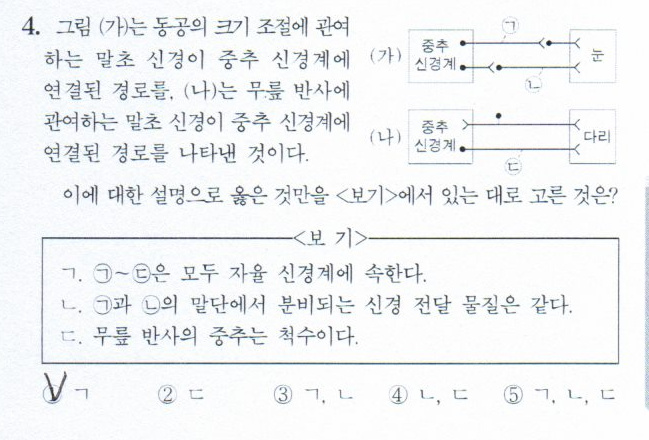 4. 그림 (가)는 동공의 크기 조절에 관여
하는 말초 신경이 중추 신경계에
연결된 경로를, (나)는 무릎 반사에
관여하는 말초 신경이 중추 신경계에
연결된 경로를 나타낸 것이다.
(가) 중추 신경계 ㉠ ㉡ 눈
(나) 중추 신경계 ㉢ 다리
이에 대한 설명으로 옳은 것만을 <보기>에서 있는 대로 고른 것은?
<보 기>
ㄱ. ㉠~㉢은 모두 자율 신경계에 속한다.
ㄴ. ㉠과 ㉡의 말단에서 분비되는 신경 전달 물질은 같다.
ㄷ. 무릎 반사의 중추는 척수이다.
① ㄱ ② ㄷ ③ ㄱ, ㄴ ④ ㄴ, ㄷ ⑤ ㄱ, ㄴ, ㄷ